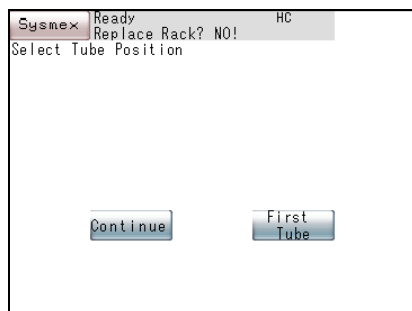 Sysmex
Ready HC
Replace Rack? NO!
Select Tube Position
Continue
First
Tube